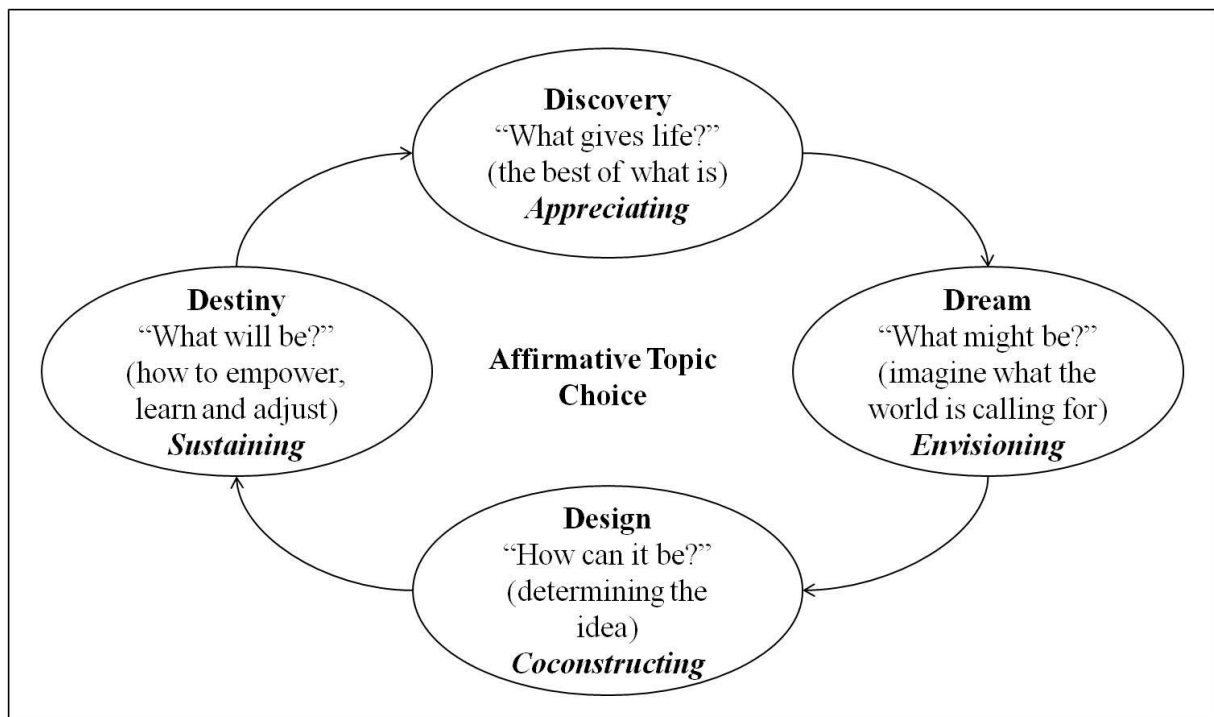 Discovery
“What gives life?”
(the best of what is)
Appreciating
Destiny
“What will be?”
(how to empower,
learn and adjust)
Sustaining
Affirmative Topic
Choice
Dream
“What might be?”
(imagine what the
world is calling for)
Envisioning
Design
“How can it be?”
(determining the
idea)
Coconstructing